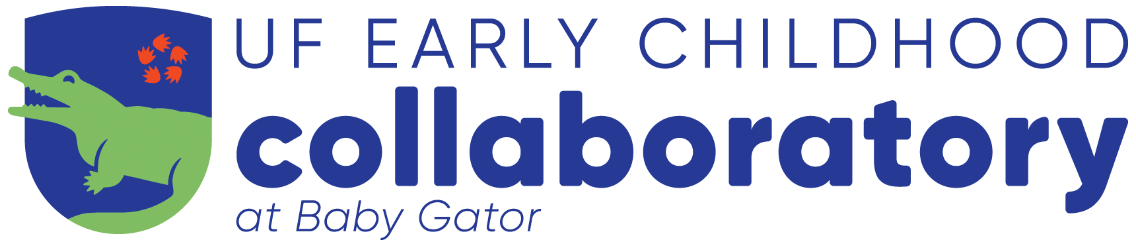 UF EARLY CHILDHOOD
collaboratory
at Baby Gator